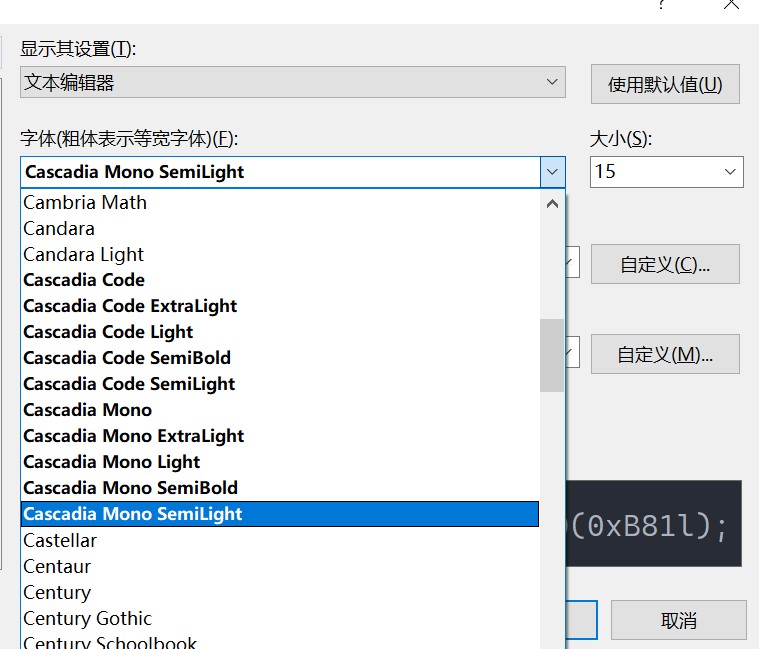 ?
显示其设置(T):
文本编辑器
使用默认值(U)
字体(粗体表示等宽字体)(F):
大小(S):
Cascadia Mono SemiLight
15
Cambria Math
Candara
Candara Light
Cascadia Code
自定义(C)...
Cascadia Code ExtraLight
Cascadia Code Light
Cascadia Code SemiBold
自定义(M)...
Cascadia Code SemiLight
Cascadia Mono
Cascadia Mono ExtraLight
Cascadia Mono Light
Cascadia Mono SemiBold
Cascadia Mono SemiLight
(0xB81l);
Castellar
Centaur
Century
Century Gothic
取消
Century Schoolbook